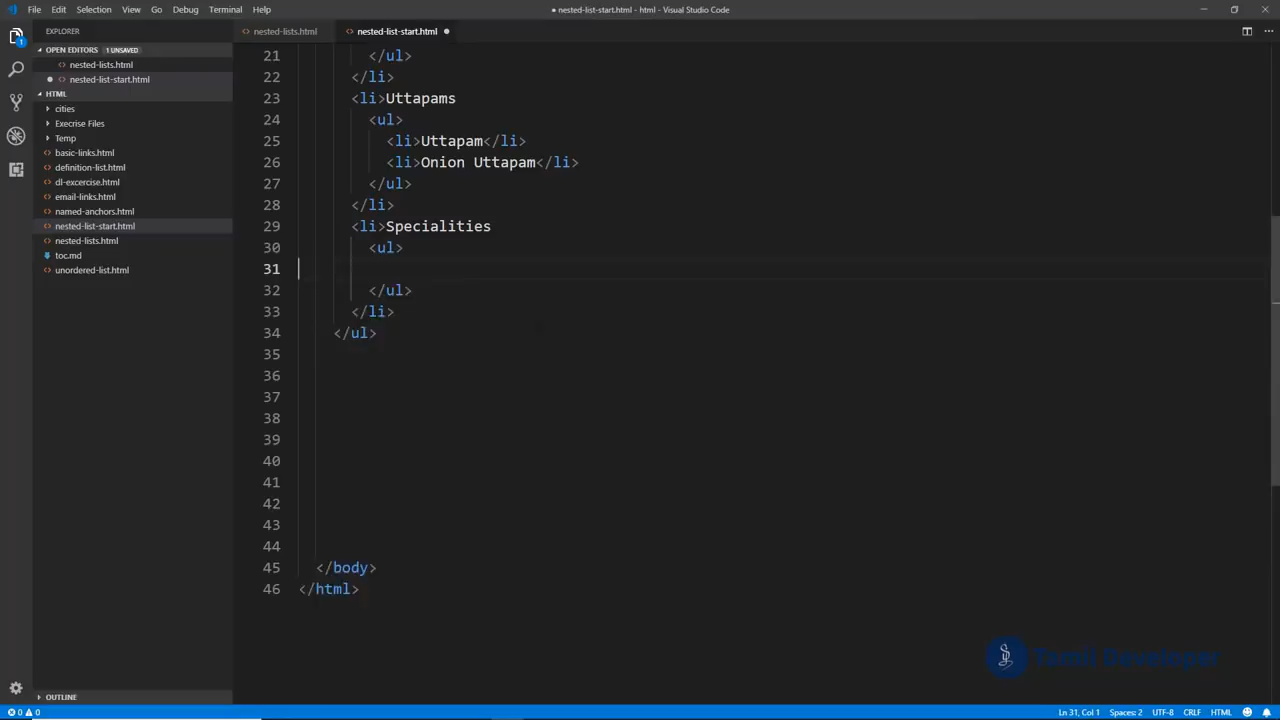 File Edit Selection View Go Debug Terminal Help
● nested-list-start.html - html - Visual Studio Code
EXPLORER
OPEN EDITORS 1 UNSAVED
nested-lists.html
nested-list-start.html
HTML
cities
Execrise Files
Temp
basic-links.html
definition-list.html
dl-excercise.html
email-links.html
named-anchors.html
nested-list-start.html
nested-lists.html
toc.md
unordered-list.html
OUTLINE
nested-lists.html nested-list-start.html
21 </ul>
22 </li>
23 <li>Uttapams
24 <ul>
25 <li>Uttapam</li>
26 <li>Onion Uttapam</li>
27 </ul>
28 </li>
29 <li>Specialities
30 <ul>
31
32 </ul>
33 </li>
34 </ul>
35
36
37
38
39
40
41
42
43
44
45 </body>
46 </html>
Tamil Developer
0 0
Ln 31, Col 1 Spaces: 2 UTF-8 CRLF HTML